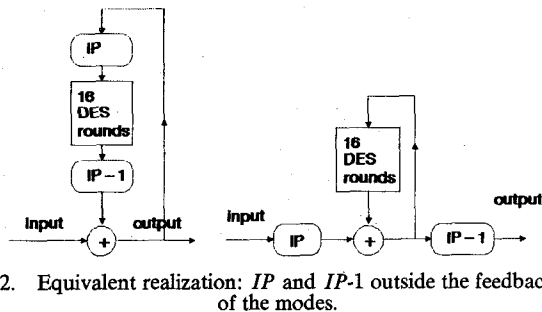 IP
16
DES
rounds
IP-1
input
output
+
16
DES
rounds
input
IP
+
IP-1
output
2. Equivalent realization: IP and IP-1 outside the feedbac
of the modes.